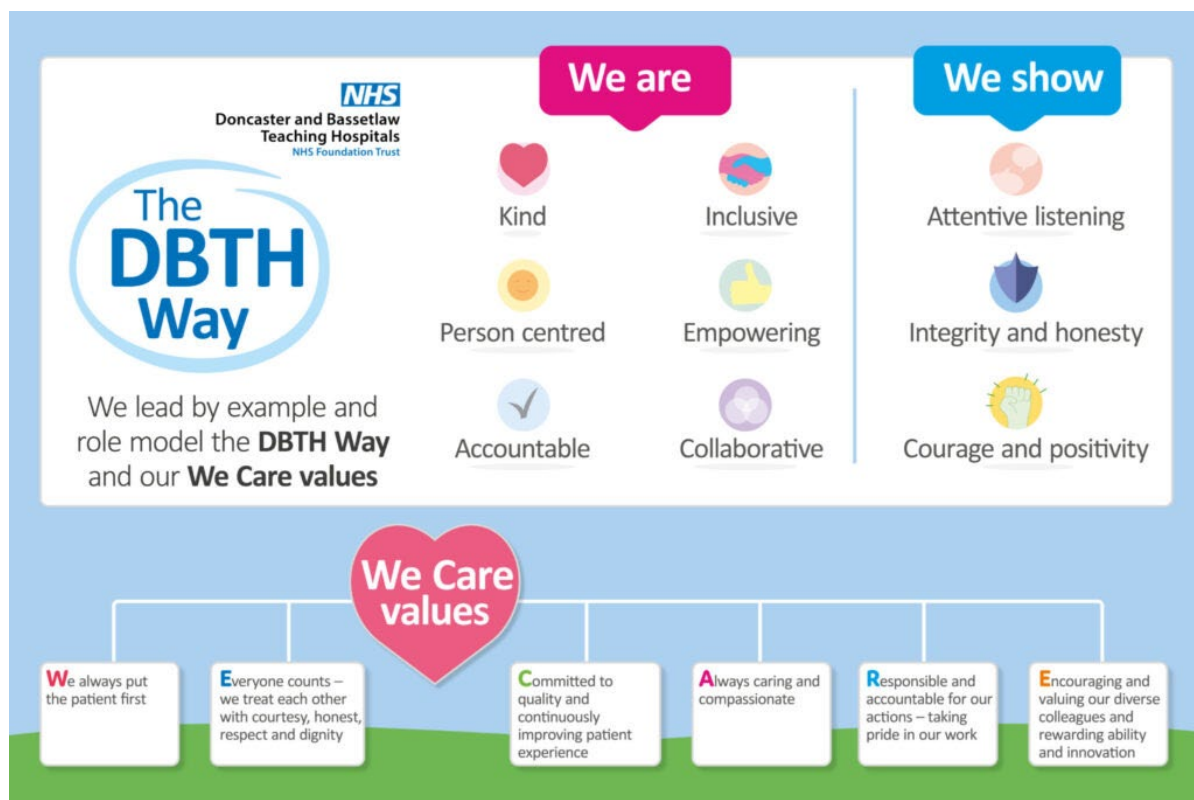 NHS
Doncaster and Bassetlaw
Teaching Hospitals
NHS Foundation Trust
The
DBTH
Way
We lead by example and
role model the DBTH Way
and our We Care values
We are
Kind
Inclusive
Person centred
Empowering
Accountable
Collaborative
We show
Attentive listening
Integrity and honesty
Courage and positivity
We Care
values
We always put
the patient first
Everyone counts –
we treat each other
with courtesy, honest,
respect and dignity
Committed to
quality and
continuously
improving patient
experience
Always caring and
compassionate
Responsible and
accountable for our
actions – taking
pride in our work
Encouraging and
valuing our diverse
colleagues and
rewarding ability
and innovation